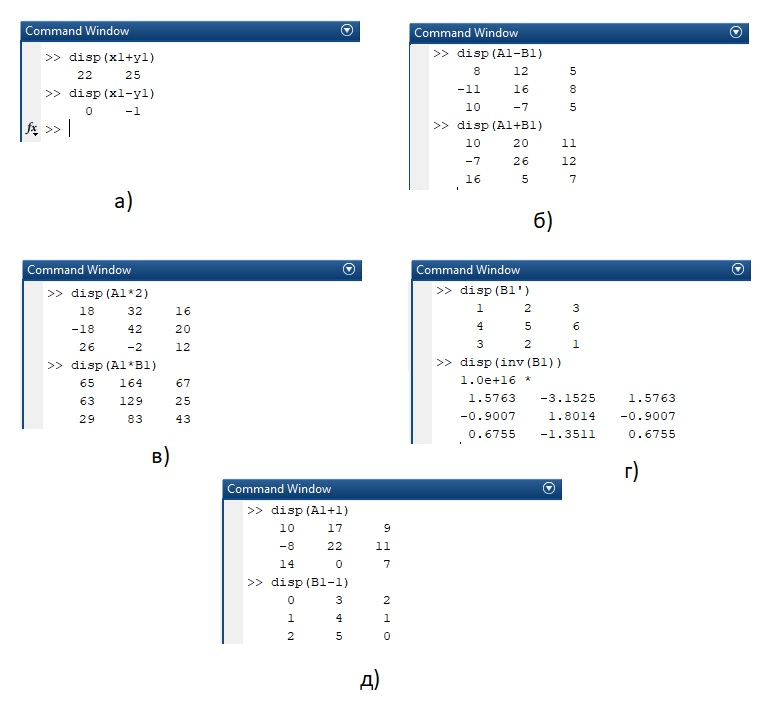 Command Window
>> disp(x1+y1)
22 25
>> disp(x1-y1)
0 -1
fx >>
а)
Command Window
>> disp(A1-B1)
8 12 5
-11 16 8
10 -7 5
>> disp(A1+B1)
10 20 11
-7 26 12
16 5 7
б)
Command Window
>> disp(A1*2)
18 32 16
-18 42 20
26 -2 12
>> disp(A1*B1)
65 164 67
63 129 25
29 83 43
в)
Command Window
>> disp(B1')
1 2 3
4 5 6
3 2 1
>> disp(inv(B1))
1.0e+16 *
1.5763 -3.1525 1.5763
-0.9007 1.8014 -0.9007
0.6755 -1.3511 0.6755
г)
Command Window
>> disp(A1+1)
10 17 9
-8 22 11
14 0 7
>> disp(B1-1)
0 3 2
1 4 1
2 5 0
д)